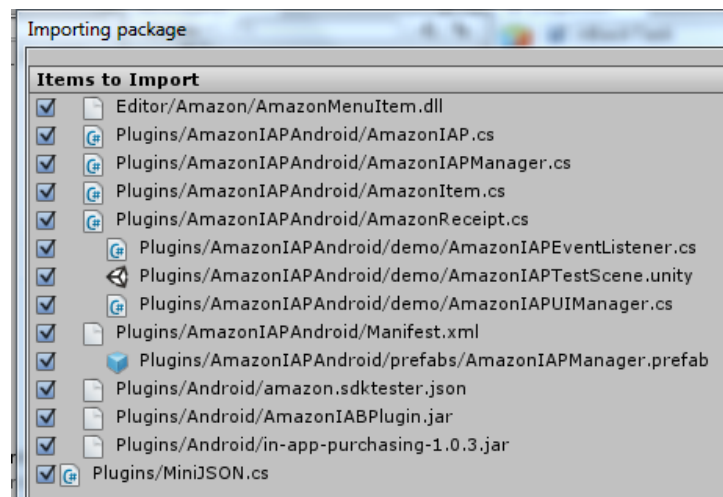 Importing package
Items to Import
Editor/Amazon/AmazonMenuItem.dll
Plugins/AmazonIAPAndroid/AmazonIAP.cs
Plugins/AmazonIAPAndroid/AmazonIAPManager.cs
Plugins/AmazonIAPAndroid/AmazonItem.cs
Plugins/AmazonIAPAndroid/AmazonReceipt.cs
Plugins/AmazonIAPAndroid/demo/AmazonIAPEventListener.cs
Plugins/AmazonIAPAndroid/demo/AmazonIAPTestScene.unity
Plugins/AmazonIAPAndroid/demo/AmazonIAPUIManager.cs
Plugins/AmazonIAPAndroid/Manifest.xml
Plugins/AmazonIAPAndroid/prefabs/AmazonIAPManager.prefab
Plugins/Android/amazon.sdktester.json
Plugins/Android/AmazonIABPlugin.jar
Plugins/Android/in-app-purchasing-1.0.3.jar
Plugins/MiniJSON.cs